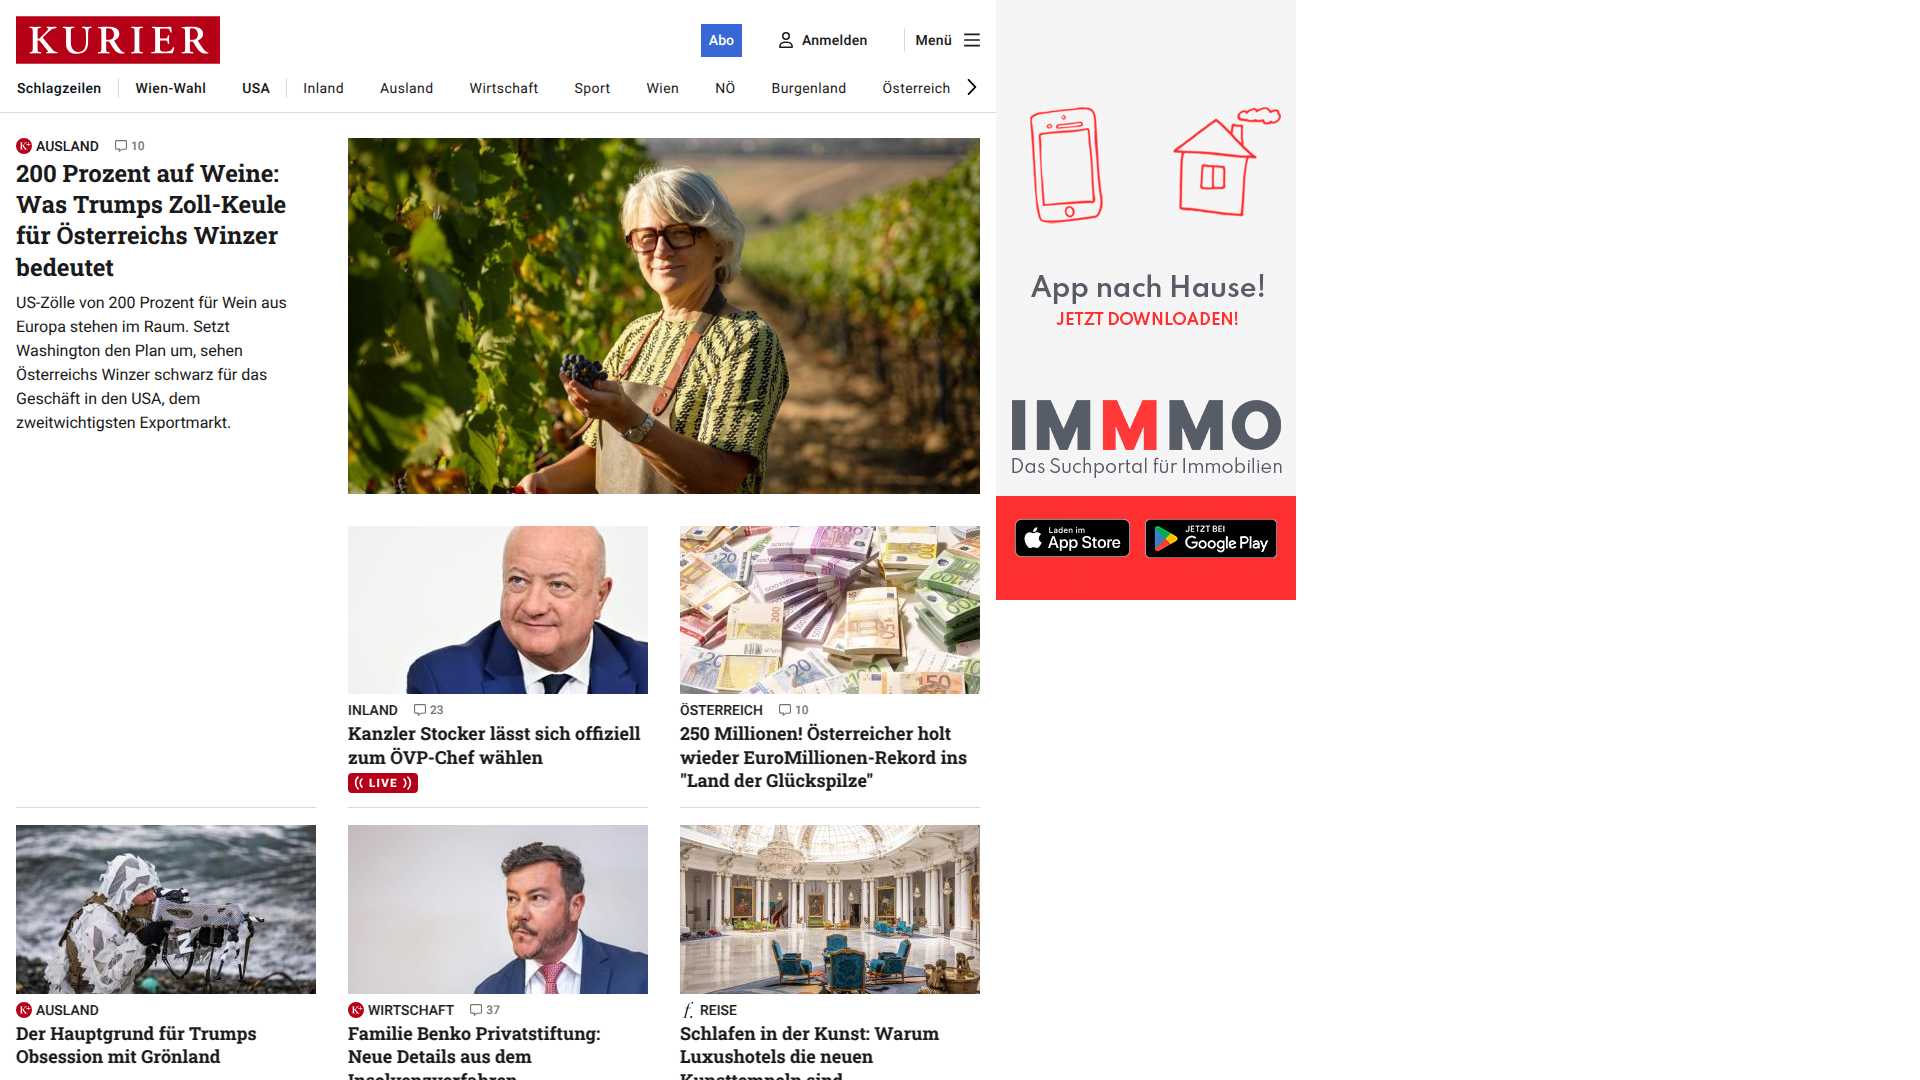 KURIER
Abo
Anmelden
Menü
Schlagzeilen
Wien-Wahl
USA
Inland
Ausland
Wirtschaft
Sport
Wien
NÖ
Burgenland
Österreich
AUSLAND
10
200 Prozent auf Weine:
Was Trumps Zoll-Keule
für Österreichs Winzer
bedeutet
US-Zölle von 200 Prozent für Wein aus
Europa stehen im Raum. Setzt
Washington den Plan um, sehen
Österreichs Winzer schwarz für das
Geschäft in den USA, dem
zweitwichtigsten Exportmarkt.
INLAND
23
Kanzler Stocker lässt sich offiziell
zum ÖVP-Chef wählen
LIVE
ÖSTERREICH
10
250 Millionen! Österreicher holt
wieder EuroMillionen-Rekord ins
"Land der Glückspilze"
AUSLAND
Der Hauptgrund für Trumps
Obsession mit Grönland
WIRTSCHAFT
37
Familie Benko Privatstiftung:
Neue Details aus dem
Insolvenzverfahren
REISE
Schlafen in der Kunst: Warum
Luxushotels die neuen
Kunsttempeln sind
App nach Hause!
JETZT DOWNLOADEN!
IMMMO
Das Suchportal für Immobilien
Laden im
App Store
JETZT BEI
Google Play